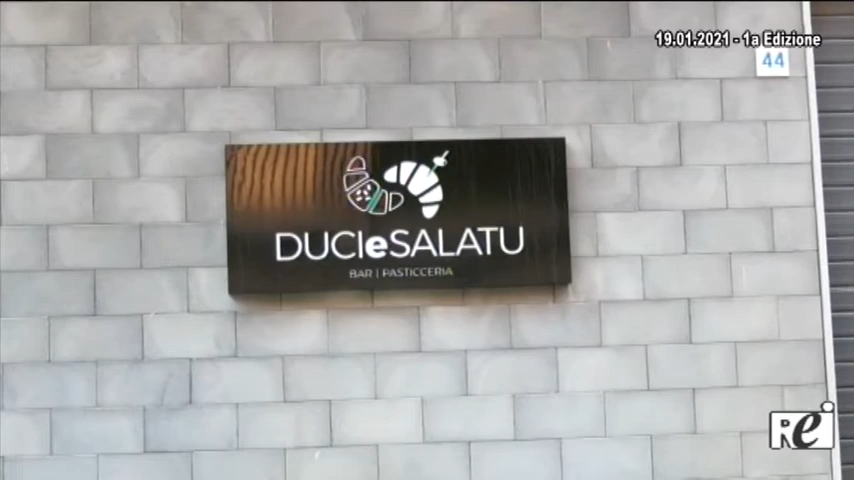 19.01.2021 - 1a Edizione
44
DUCIeSALATU
BAR | PASTICCERIA
REi